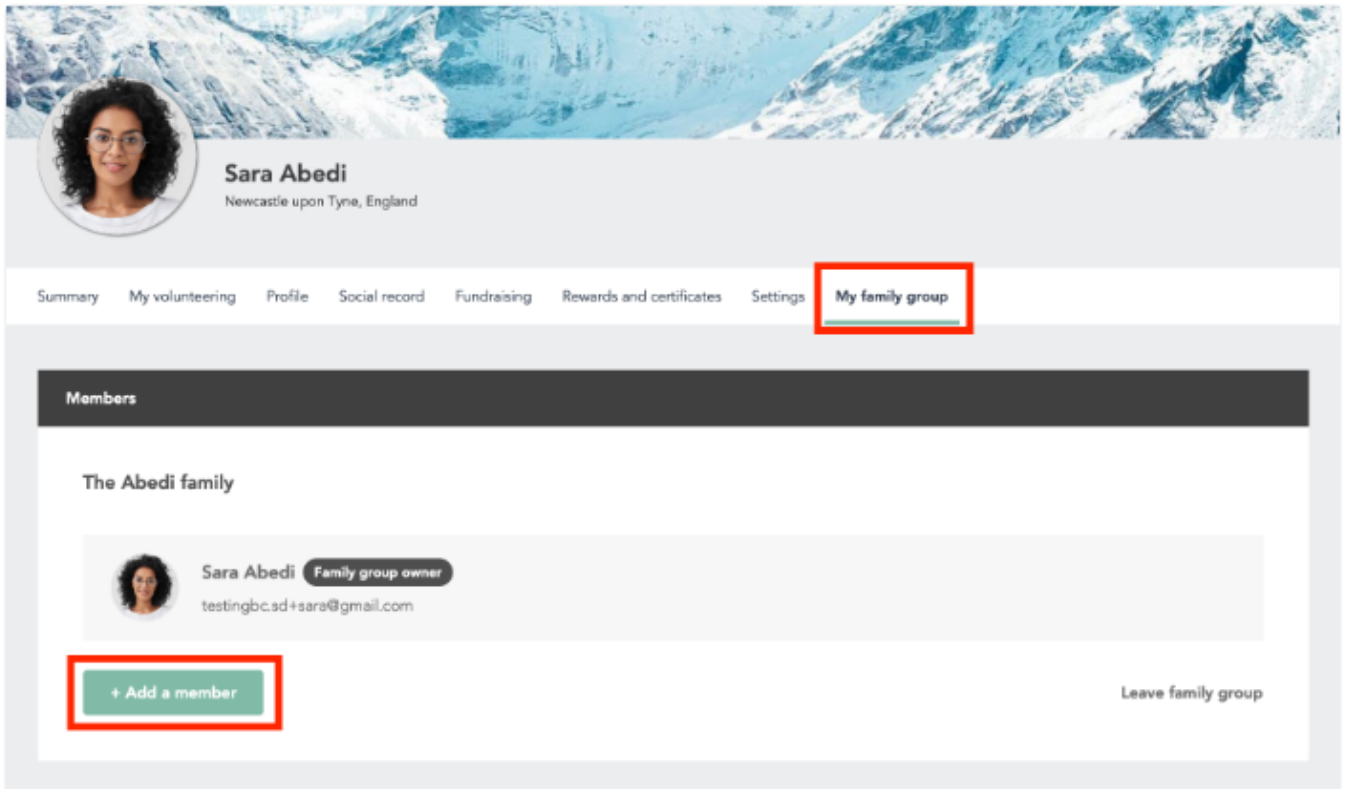 Sara Abedi
Newcastle upon Tyne, England
Summary My volunteering Profile Social record Fundraising Rewards and certificates Settings My family group
Members
The Abedi family
Sara Abedi Family group owner
testingbc.sd+sara@gmail.com
+ Add a member Leave family group